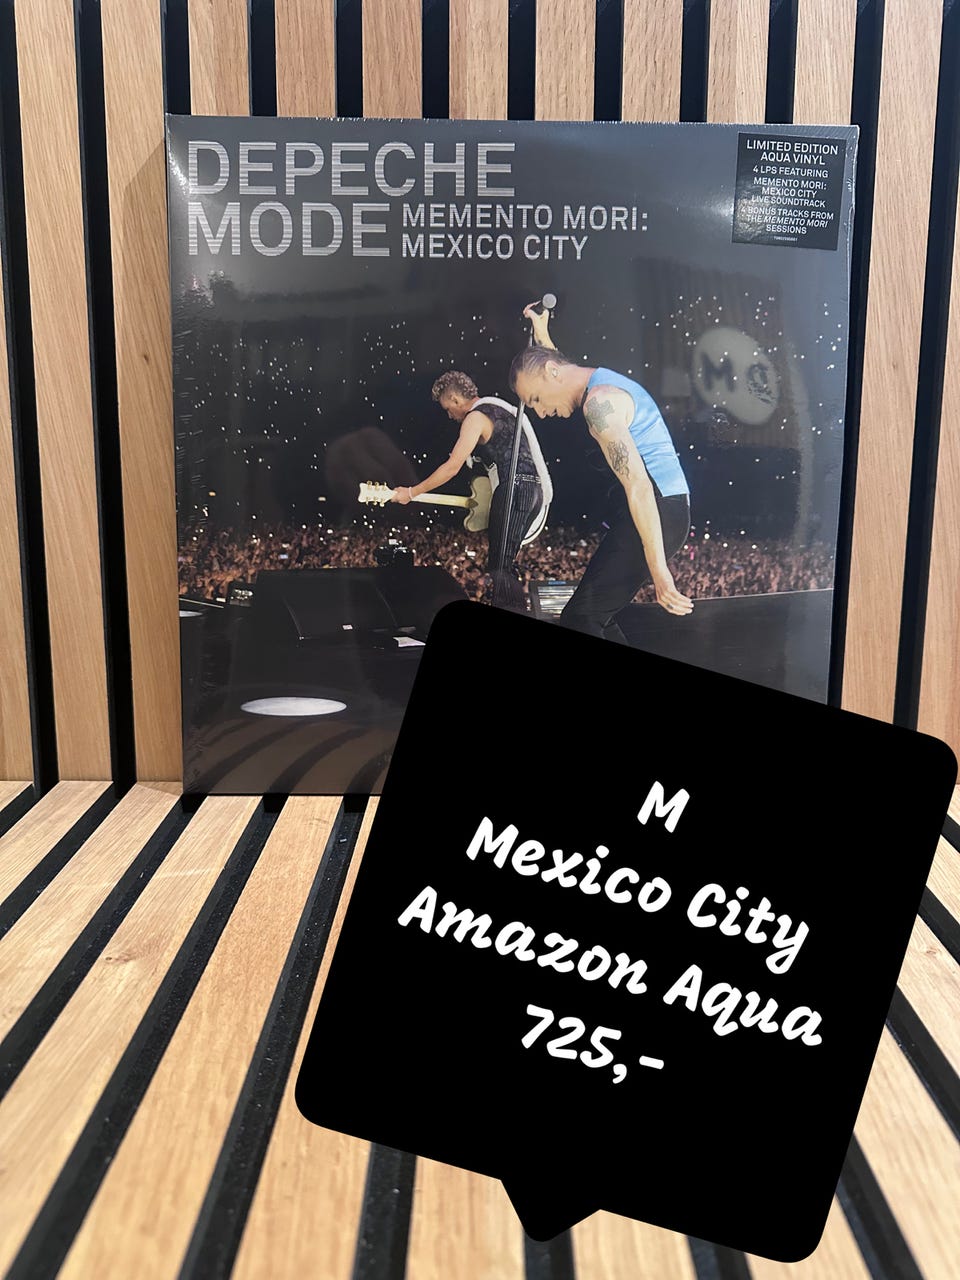 DEPECHE
MODE MEMENTO MORI:
MEXICO CITY
LIMITED EDITION
AQUA VINYL
4 LPS FEATURING
MEMENTO MORI:
MEXICO CITY
LIVE SOUNDTRACK
4 BONUS TRACKS FROM
THE MEMENTO MORI
SESSIONS
M
Mexico City
Amazon Aqua
725,-